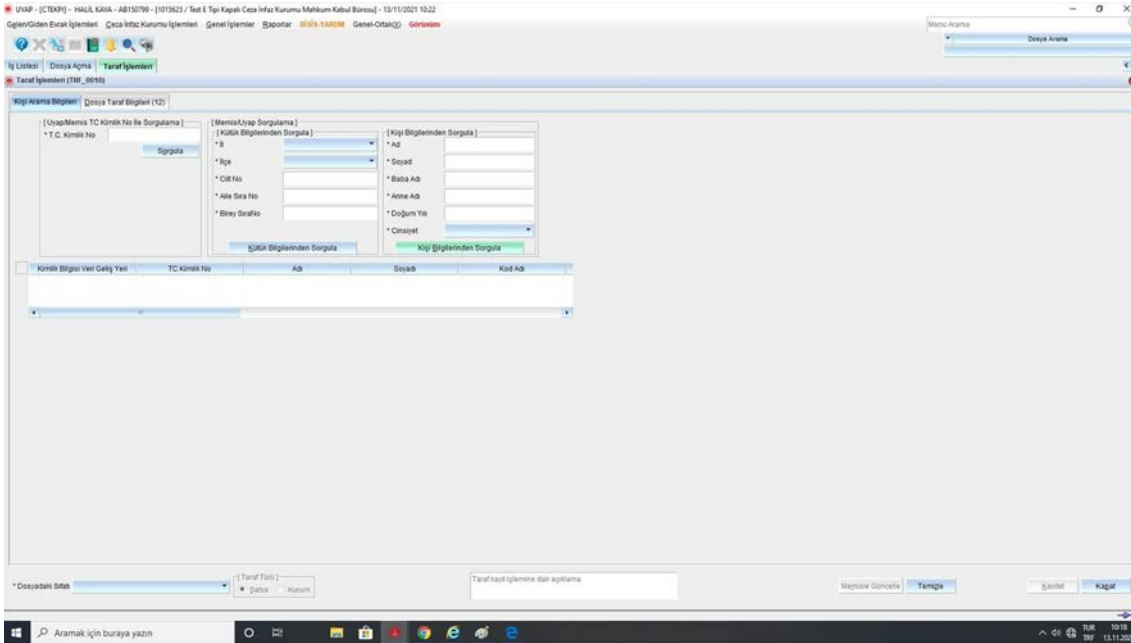 UYAP - [CTEKPJ] - HALİL KAYA - AB150798 - [1015623 / Test E Tipi Kapalı Ceza İnfaz Kurumu Mahkum Kabul Bürosu] - 13/11/2021 10:22
Gelen/Giden Evrak İşlemleri Ceza İnfaz Kurumu İşlemleri Genel İşlemler Raporlar BİSİS-YARDIM Genel-Ortak(X) Görünüm
Menu Arama
Dosya Arama
İş Listesi Dosya Açma Taraf İşlemleri
Taraf İşlemleri (TRF_0010)
Kişi Arama Bilgileri Dosya Taraf Bilgileri (12)
[Uyap/Mernis TC Kimlik No İle Sorgulama]
* T.C. Kimlik No
Sorgula
[Mernis/Uyap Sorgulama]
[Kütük Bilgilerinden Sorgula]
* İl
* İlçe
* Cilt No
* Aile Sıra No
* Birey SıraNo
Kütük Bilgilerinden Sorgula
[Kişi Bilgilerinden Sorgula]
* Ad
* Soyad
* Baba Adı
* Anne Adı
* Doğum Yılı
* Cinsiyet
Kişi Bilgilerinden Sorgula
Kimlik Bilgisi Veri Geliş Yeri TC Kimlik No Adı Soyadı Kod Adı
* Dosyadaki Sıfatı
[Taraf Türü]
Şahıs Kurum
Taraf kayıt işlemine dair açıklama
Mernisle Güncelle Temizle Kaydet Kapat
Aramak için buraya yazın
TUR 10:18
TRF 13.11.202